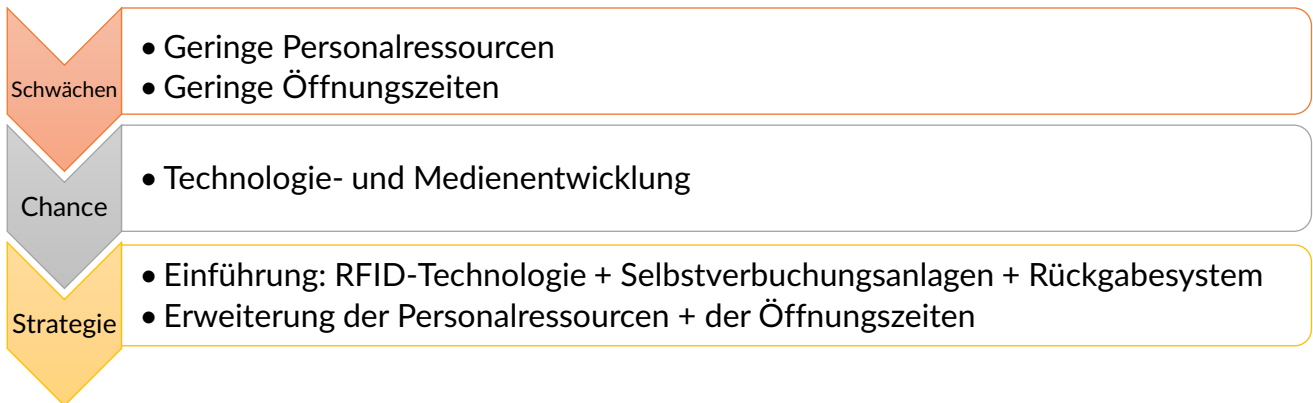 Schwächen
• Geringe Personalressourcen
• Geringe Öffnungszeiten
Chance
• Technologie- und Medienentwicklung
Strategie
• Einführung: RFID-Technologie + Selbstverbuchungsanlagen + Rückgabesystem
• Erweiterung der Personalressourcen + der Öffnungszeiten